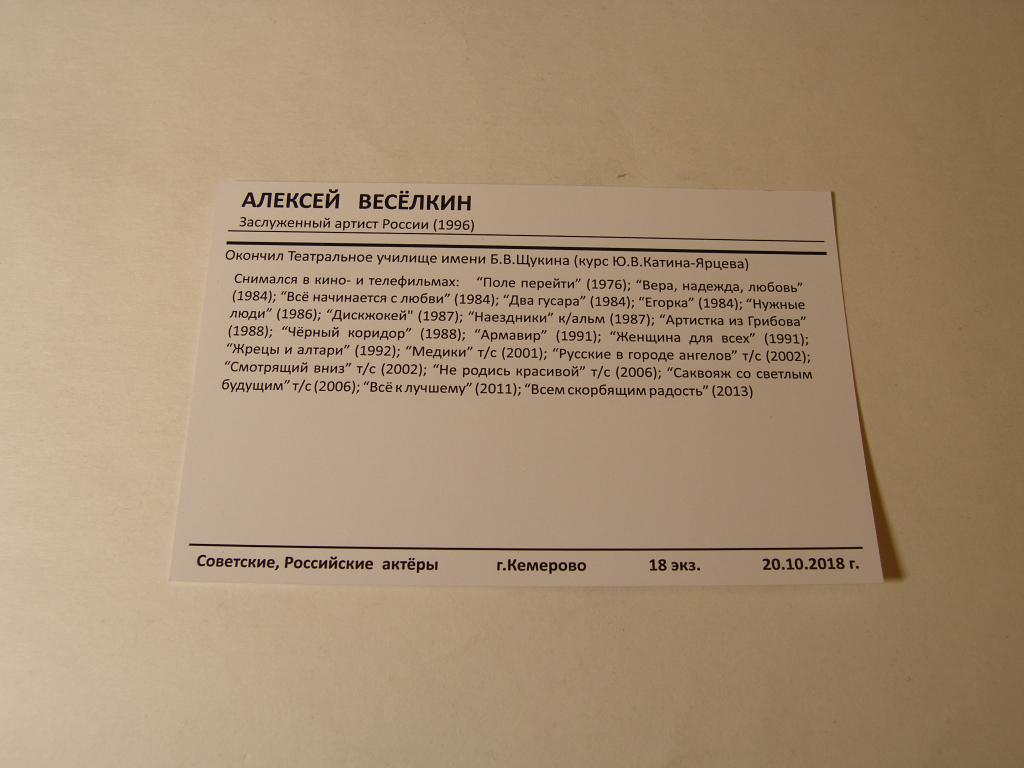 АЛЕКСЕЙ ВЕСЁЛКИН
Заслуженный артист России (1996)
Окончил Театральное училище имени Б.В.Щукина (курс Ю.В.Катина-Ярцева)
Снимался в кино- и телефильмах: “Поле перейти” (1976); “Вера, надежда, любовь”
(1984); “Всё начинается с любви” (1984); “Два гусара” (1984); “Егорка” (1984); “Нужные
люди” (1986); “Дискжокей" (1987); “Наездники” к/альм (1987); “Артистка из Грибова”
(1988); “Чёрный коридор” (1988); “Армавир” (1991); “Женщина для всех” (1991);
“Жрецы и алтари” (1992); “Медики” т/с (2001); “Русские в городе ангелов” т/с (2002);
“Смотрящий вниз” т/с (2002); “Не родись красивой” т/с (2006); “Саквояж со светлым
будущим” т/с (2006); “Всё к лучшему” (2011); “Всем скорбящим радость” (2013)
Советские, Российские актёры г.Кемерово 18 экз. 20.10.2018 г.